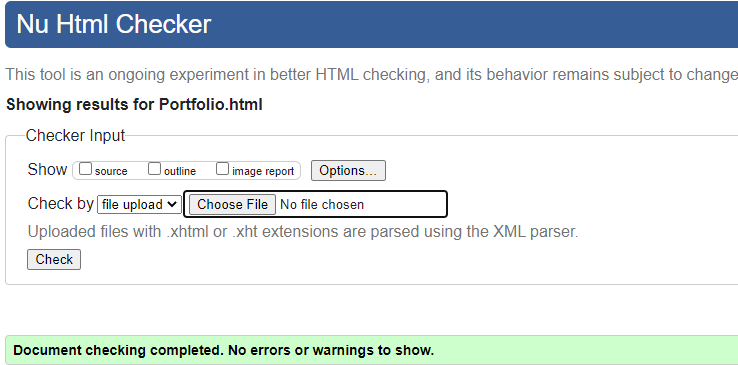 Nu Html Checker
This tool is an ongoing experiment in better HTML checking, and its behavior remains subject to change
Showing results for Portfolio.html
Checker Input
Show source outline image report Options...
Check by file upload Choose File No file chosen
Uploaded files with .xhtml or .xht extensions are parsed using the XML parser.
Check
Document checking completed. No errors or warnings to show.